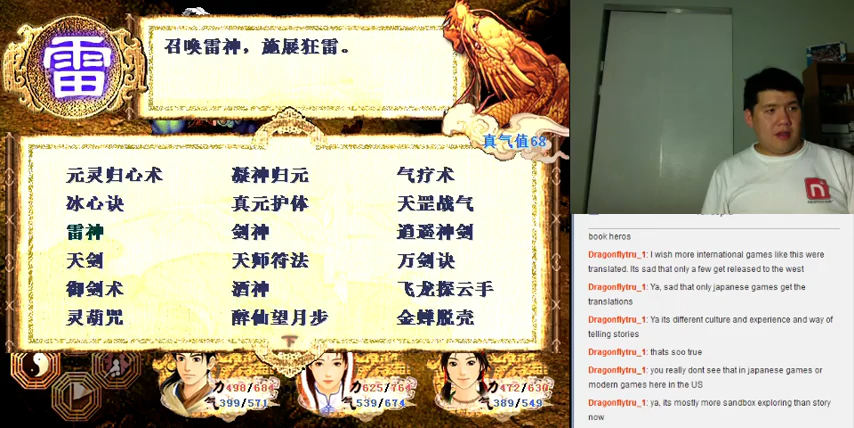 雷
召唤雷神，施展狂雷。
真气值68
元灵归心术 凝神归元 气疗术
冰心诀 真元护体 天罡战气
雷神 剑神 逍遥神剑
天剑 天师符法 万剑诀
御剑术 酒神 飞龙探云手
灵葫咒 醉仙望月步 金蝉脱壳
下
力498/684
气399/571
力625/764
气539/674
力472/630
气389/549
n
book heros
Dragonflytru_1: I wish more international games like this were
translated. Its sad that only a few get released to the west
Dragonflytru_1: Ya, sad that only japanese games get the
translations
Dragonflytru_1: Ya its different culture and experience and way of
telling stories
Dragonflytru_1: thats soo true
Dragonflytru_1: you really dont see that in japanese games or
modern games here in the US
Dragonflytru_1: ya, its mostly more sandbox exploring than story
now